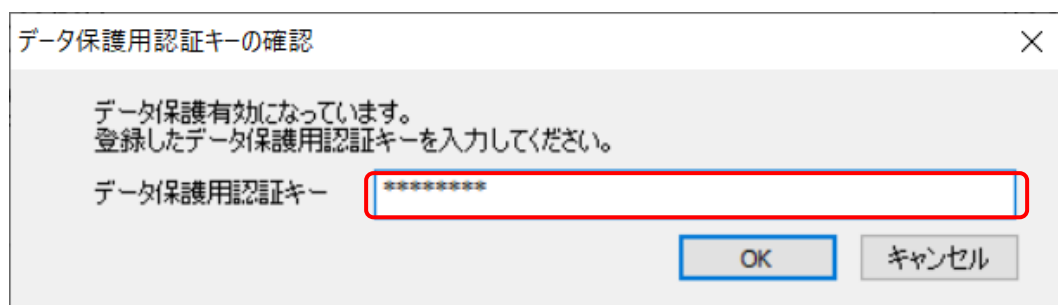 データ保護用認証キーの確認
データ保護有効になっています。
登録したデータ保護用認証キーを入力してください。
データ保護用認証キー ********
OK キャンセル